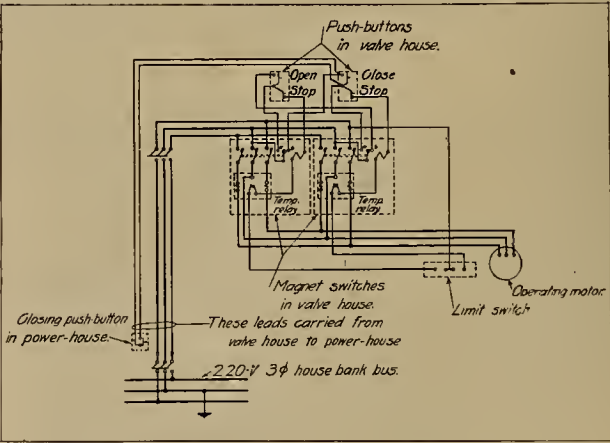 Push-buttons
in valve house.
Open
Close
Stop
Stop
Temp.
relay
Temp.
relay
Magnet switches
in valve house.
Operating motor.
Limit switch
Closing push-button
in power-house.
These leads carried from
valve house to power-house
220-V 3ϕ house bank bus.